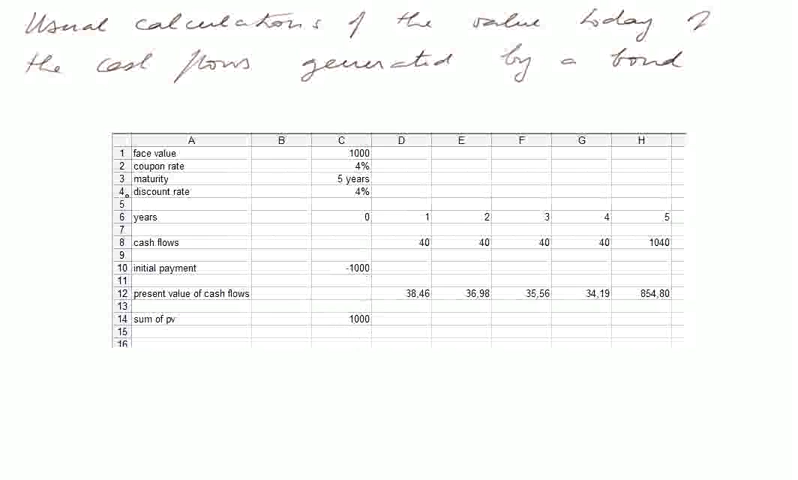 Usual calculations of the value today of
the cash flows generated by a bond
A B C D E F G H
1 face value 1000
2 coupon rate 4%
3 maturity 5 years
4 discount rate 4%
5
6 years 0 1 2 3 4 5
7
8 cash flows 40 40 40 40 1040
9
10 initial payment -1000
11
12 present value of cash flows 38,46 36,98 35,56 34,19 854,80
13
14 sum of pv 1000
15
16